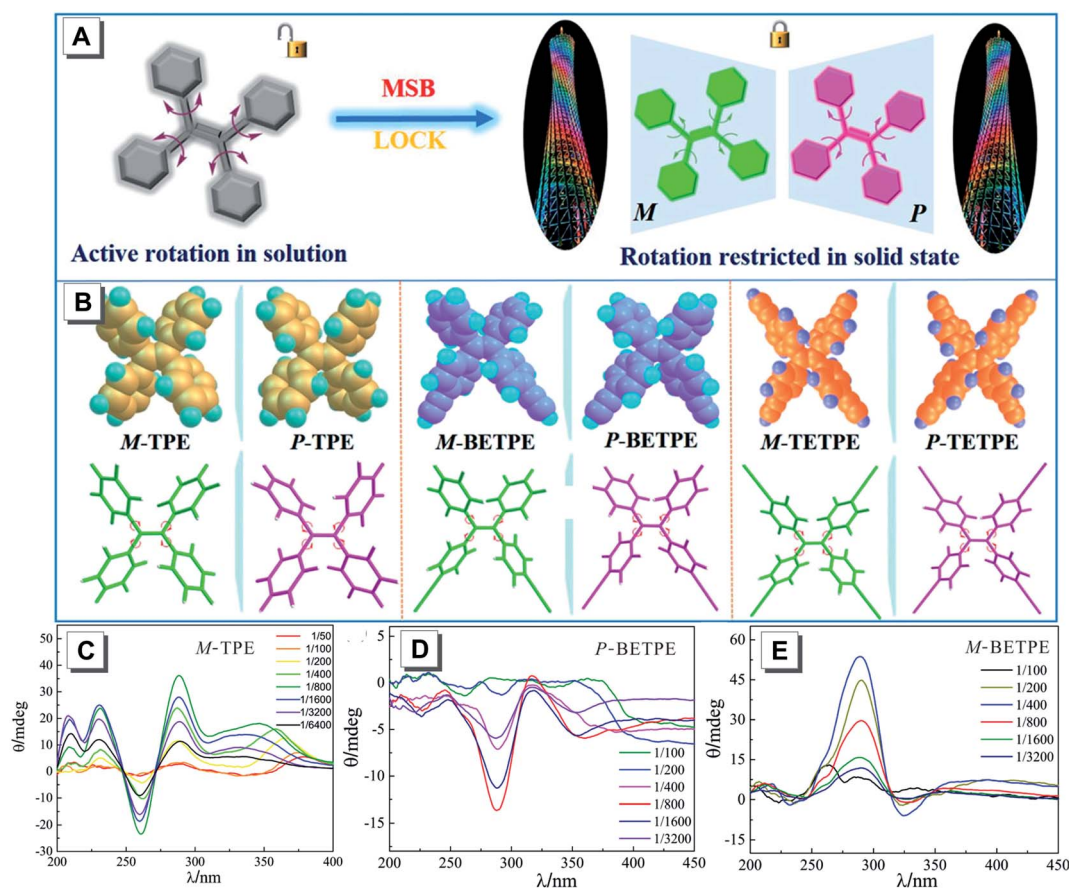 A
MSB
LOCK
M
P
Active rotation in solution
Rotation restricted in solid state
B
M-TPE
P-TPE
M-BETPE
P-BETPE
M-TETPE
P-TETPE
C
M-TPE
1/50
1/100
1/200
1/400
1/800
1/1600
1/3200
1/6400
θ/mdeg
50
40
30
20
10
0
-10
-20
-30
200
250
300
350
400
λ/nm
D
P-BETPE
1/100
1/200
1/400
1/800
1/1600
1/3200
θ/mdeg
5
0
-5
-10
-15
200
250
300
350
400
450
λ/nm
E
M-BETPE
1/100
1/200
1/400
1/800
1/1600
1/3200
θ/mdeg
60
45
30
15
0
-15
200
250
300
350
400
450
λ/nm